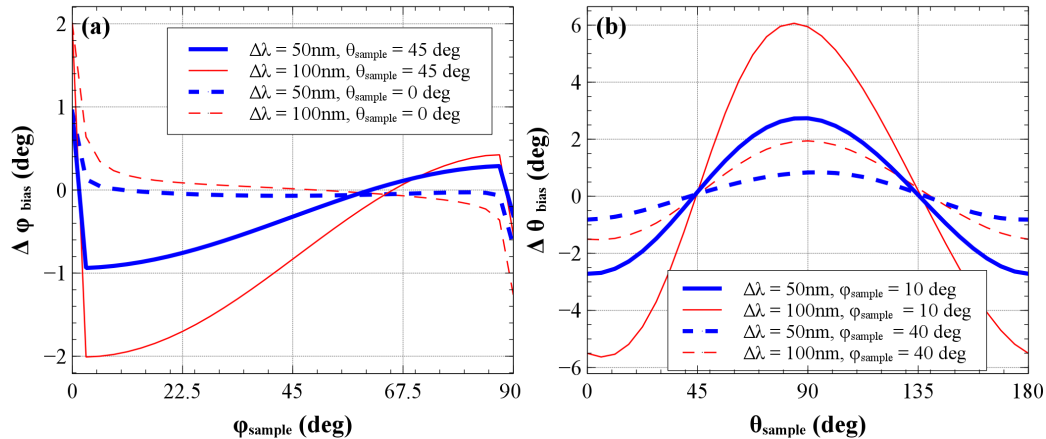 (a)
Δλ = 50nm, θsample = 45 deg
Δλ = 100nm, θsample = 45 deg
Δλ = 50nm, θsample = 0 deg
Δλ = 100nm, θsample = 0 deg
2
1
0
−1
−2
Δ φ bias (deg)
0
22.5
45
67.5
90
φsample (deg)
(b)
6
4
2
0
−2
−4
−6
Δ θ bias (deg)
Δλ = 50nm, φsample = 10 deg
Δλ = 100nm, φsample = 10 deg
Δλ = 50nm, φsample = 40 deg
Δλ = 100nm, φsample = 40 deg
0
45
90
135
180
θsample (deg)